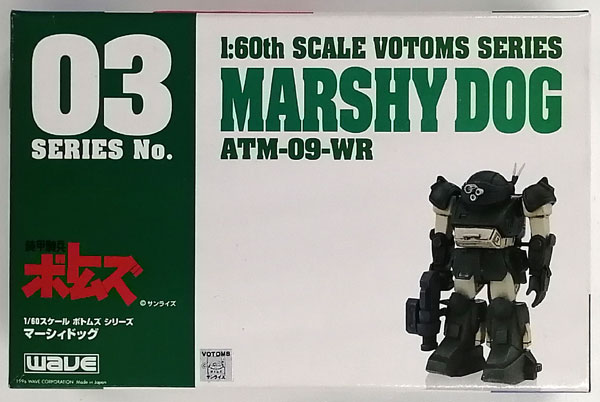 03
SERIES No.
1:60th SCALE VOTOMS SERIES
MARSHY DOG
ATM-09-WR
装甲騎兵
ボトムズ
©サンライズ
1/60スケール ボトムズ シリーズ
マーシィドッグ
WAVE
1994 WAVE CORPORATION Made in Japan
VOTOMS
サンライズ